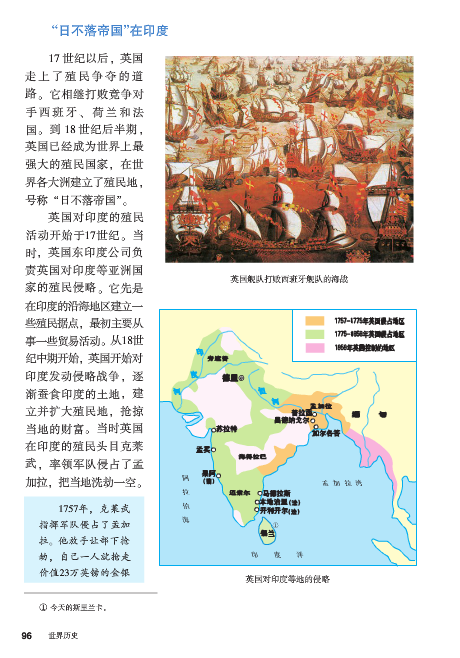 “日不落帝国”在印度
17 世纪以后，英国
走上了殖民争夺的道
路。它相继打败竞争对
手西班牙、荷兰和法
国。到 18 世纪后半期，
英国已经成为世界上最
强大的殖民国家，在世
界各大洲建立了殖民地，
号称“日不落帝国”。
英国对印度的殖民
活动开始于17世纪。当
时，英国东印度公司负
责英国对印度等亚洲国
家的殖民侵略。它先是
在印度的沿海地区建立一
些殖民据点，最初主要从
事一些贸易活动。从18世
纪中期开始，英国开始对
印度发动侵略战争，逐
渐蚕食印度的土地，建
立并扩大殖民地，抢掠
当地的财富。当时英国
在印度的殖民头目克莱
武，率领军队侵占了孟
加拉，把当地洗劫一空。
1757年，克莱武
指挥军队侵占了孟加
拉。他放手让部下抢
劫，自己一人就抢走
价值23万英镑的金银
英国舰队打败西班牙舰队的海战
1757-1775年英国侵占地区
1775-1858年英国侵占地区
旁遮普
德里
孟加拉
普拉西
昌德纳戈尔
加尔各答
缅甸
苏拉特
孟买
海得拉巴
果阿
(葡)
迈索尔
马德拉斯
本地治里(法)
开利开尔(法)
锡兰
①
阿拉伯海
孟加拉湾
印度洋
英国对印度等地的侵略
① 今天的斯里兰卡。
96 世界历史